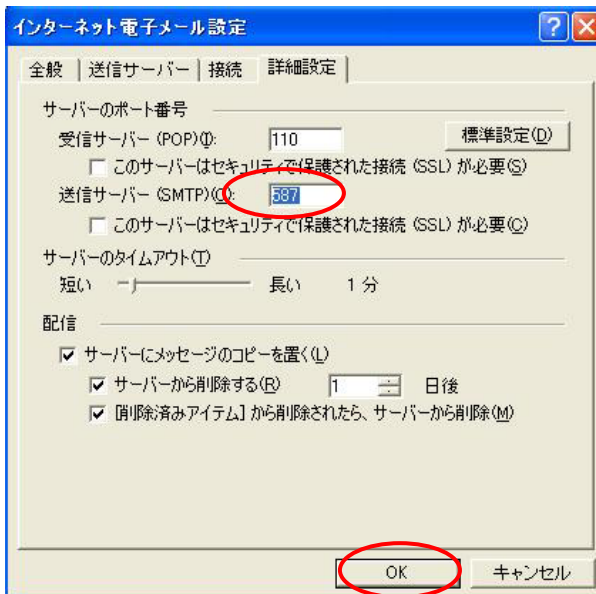 インターネット電子メール設定
全般 送信サーバー 接続 詳細設定
サーバーのポート番号
受信サーバー (POP)(I): 110 標準設定(D)
このサーバーはセキュリティで保護された接続 (SSL) が必要(S)
送信サーバー (SMTP)(O): 587
このサーバーはセキュリティで保護された接続 (SSL) が必要(C)
サーバーのタイムアウト(T)
短い 長い 1 分
配信
サーバーにメッセージのコピーを置く(L)
サーバーから削除する(R) 1 日後
[削除済みアイテム] から削除されたら、サーバーから削除(M)
OK キャンセル